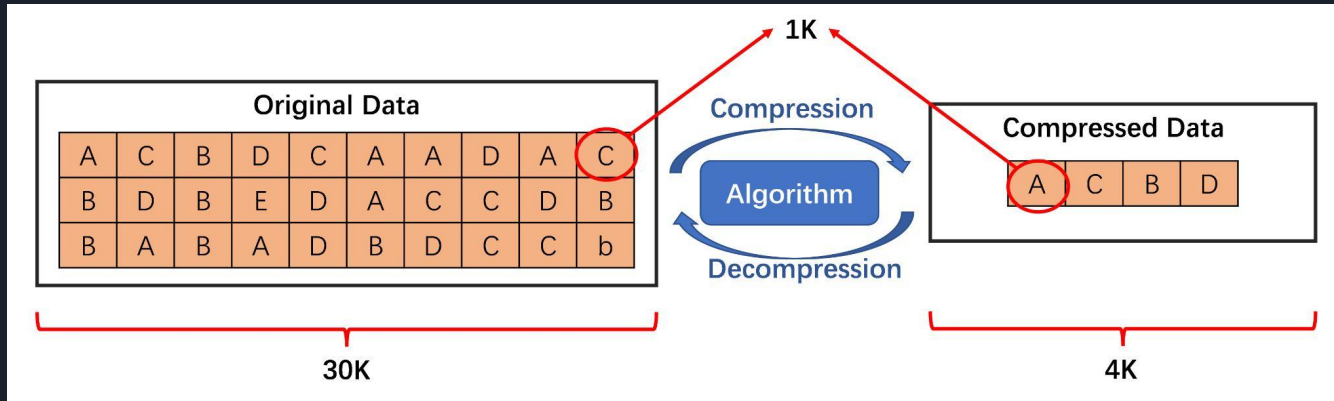 1K
Original Data
A C B D C A A D A C
B D B E D A C C D B
B A B A D B D C C b
Compression
Algorithm
Decompression
Compressed Data
A C B D
30K
4K